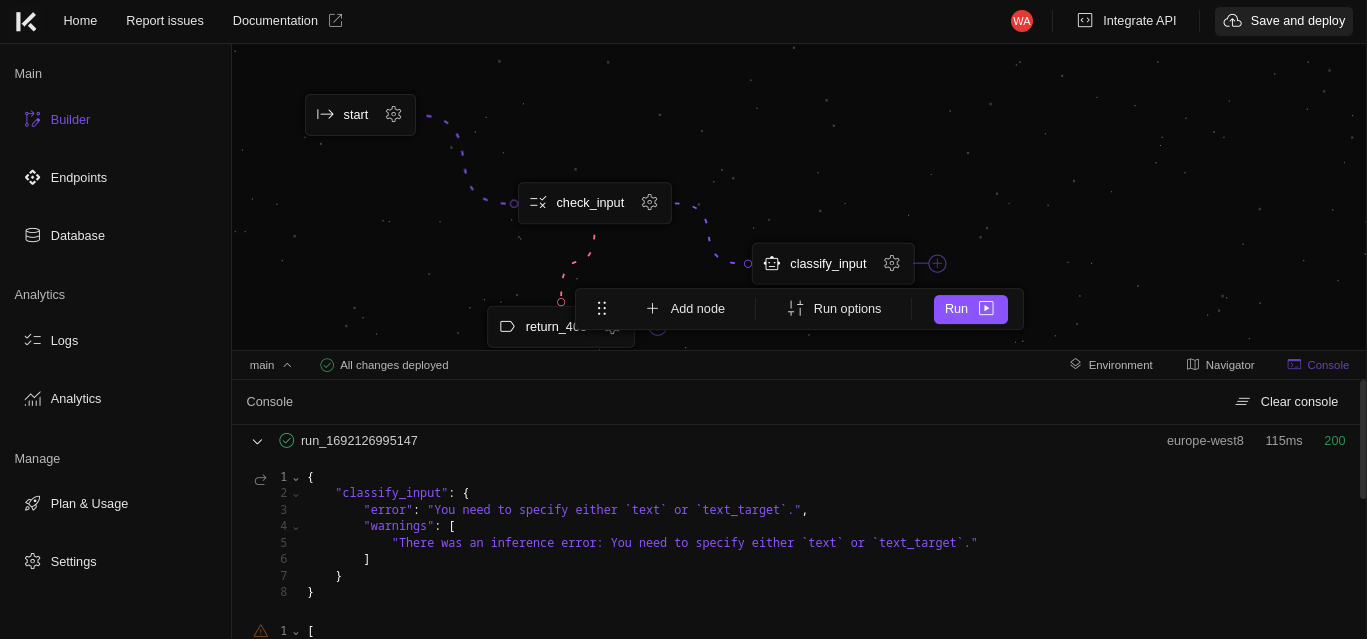 Home
Report issues
Documentation
WA
Integrate API
Save and deploy
Main
Builder
Endpoints
Database
Analytics
Logs
Analytics
Manage
Plan & Usage
Settings
start
check_input
classify_input
Add node
Run options
Run
main
All changes deployed
Environment
Navigator
Console
Console
Clear console
run_1692126995147
europe-west8
115ms
200
1 {
2 "classify_input": {
3 "error": "You need to specify either `text` or `text_target`.",
4 "warnings": [
5 "There was an inference error: You need to specify either `text` or `text_target`."
6 ]
7 }
8 }
1 [